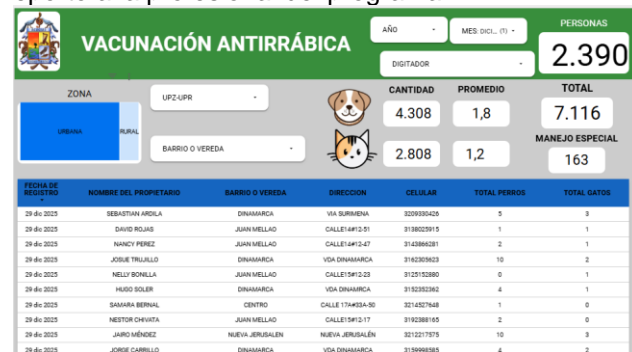 VACUNACIÓN ANTIRRÁBICA
AÑO
MES: DICI... (1)
DIGITADOR
PERSONAS
2.390
ZONA
URBANA
RURAL
UPZ-UPR
BARRIO O VEREDA
CANTIDAD PROMEDIO TOTAL
4.308 1,8 7.116
MANEJO ESPECIAL
2.808 1,2 163
FECHA DE REGISTRO NOMBRE DEL PROPIETARIO BARRIO O VEREDA DIRECCION CELULAR TOTAL PERROS TOTAL GATOS
29 dic 2025 SEBASTIAN ARDILA DINAMARCA VIA SURIMENA 3209330426 5 3
29 dic 2025 DAVID ROJAS JUAN MELLAO CALLE14#12-51 3138025915 1 1
29 dic 2025 NANCY PEREZ JUAN MELLAO CALLE14#12-47 3143866281 2 1
29 dic 2025 JOSUE TRUJILLO DINAMARCA VDA DINAMARCA 3162305623 10 2
29 dic 2025 NELLY BONILLA JUAN MELLAO CALLE15#12-23 3125152880 0 1
29 dic 2025 HUGO SOLER DINAMARCA VDA DINAMRCA 3152352362 4 1
29 dic 2025 SAMARA BERNAL CENTRO CALLE 17A#33A-50 3214527648 1 0
29 dic 2025 NESTOR CHIVATA JUAN MELLAO CALLE15#12-17 3192388165 2 0
29 dic 2025 JAIRO MÉNDEZ NUEVA JERUSALEN NUEVA JERUSALÉN 3212217575 10 3
29 dic 2025 JORGE CARRILLO DINAMARCA VDA DINAMARCA 3159998585 4 2